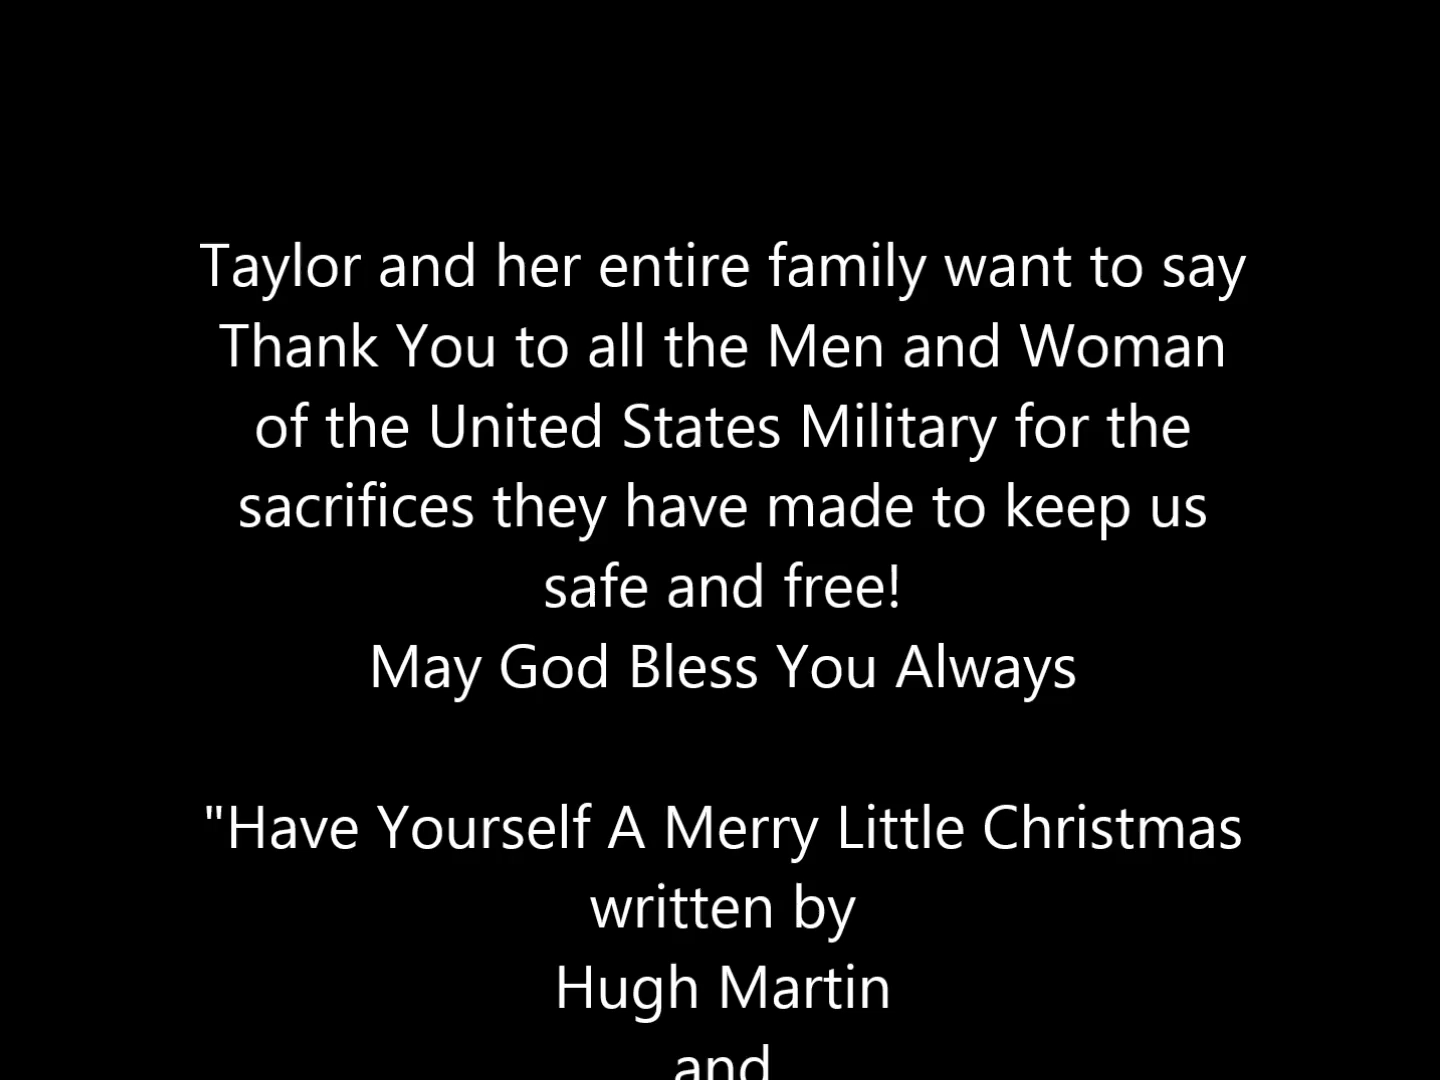 Taylor and her entire family want to say
Thank You to all the Men and Woman
of the United States Military for the
sacrifices they have made to keep us
safe and free!
May God Bless You Always
"Have Yourself A Merry Little Christmas
written by
Hugh Martin
and